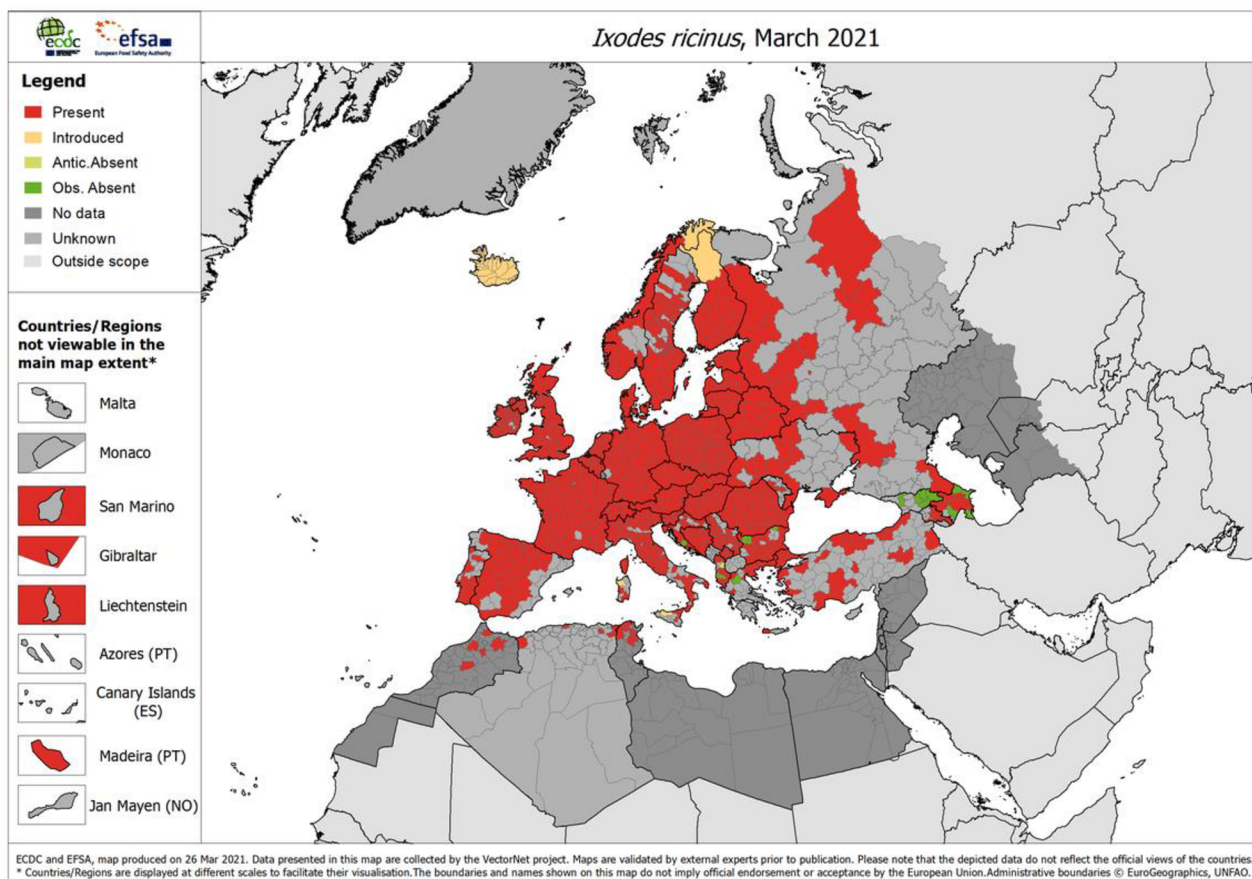 ecdc
efsa
European Food Safety Authority
Ixodes ricinus, March 2021
Legend
Present
Introduced
Antic.Absent
Obs. Absent
No data
Unknown
Outside scope
Countries/Regions
not viewable in the
main map extent*
Malta
Monaco
San Marino
Gibraltar
Liechtenstein
Azores (PT)
Canary Islands
(ES)
Madeira (PT)
Jan Mayen (NO)
ECDC and EFSA, map produced on 26 Mar 2021. Data presented in this map are collected by the VectorNet project. Maps are validated by external experts prior to publication. Please note that the depicted data do not reflect the official views of the countries.
* Countries/Regions are displayed at different scales to facilitate their visualisation.The boundaries and names shown on this map do not imply official endorsement or acceptance by the European Union.Administrative boundaries © EuroGeographics, UNFAO.